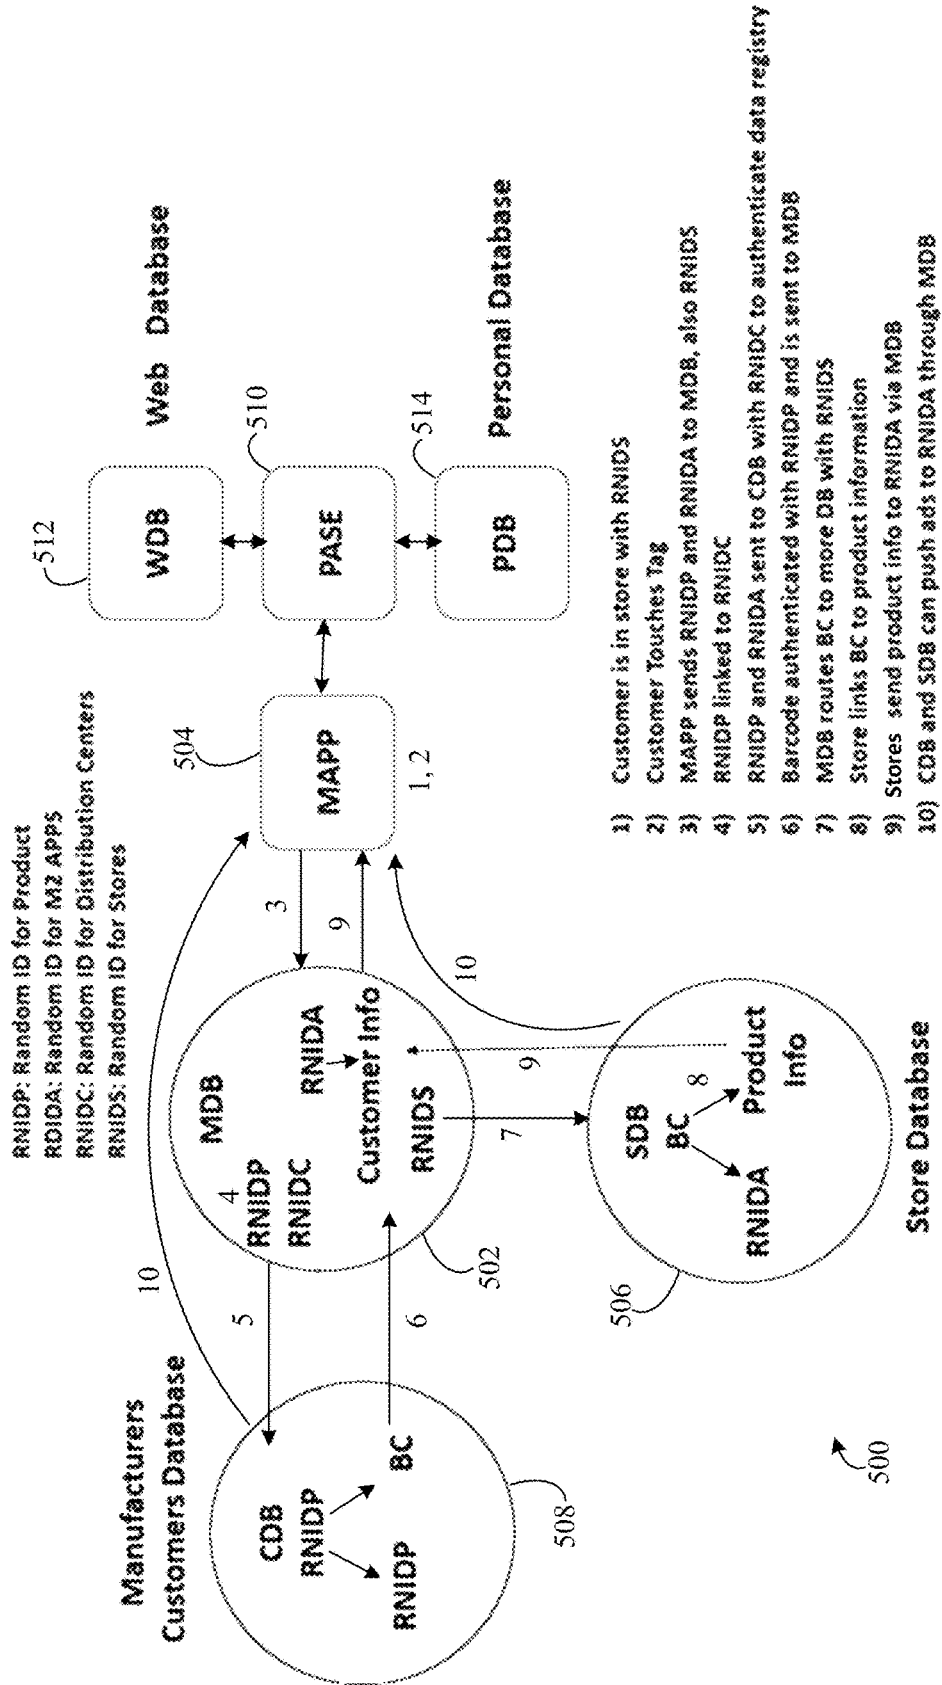 RNIDP: Random ID for Product
RDIDA: Random ID for M2 APPS
RNIDC: Random ID for Distribution Centers
RNIDS: Random ID for Stores
Manufacturers
Customers Database
CDB
RNIDP
RNIDP
BC
508
10
5
6
MDB
4
RNIDP
RNIDC
RNIDA
Customer Info
RNIDS
502
3
9
7
9
10
SDB
BC
8
RNIDA
Product
Info
506
Store Database
504
MAPP
1, 2
512
WDB
Web Database
510
PASE
514
PDB
Personal Database
1) Customer is in store with RNIDS
2) Customer Touches Tag
3) MAPP sends RNIDP and RNIDA to MDB, also RNIDS
4) RNIDP linked to RNIDC
5) RNIDP and RNIDA sent to CDB with RNIDC to authenticate data registry
6) Barcode authenticated with RNIDP and is sent to MDB
7) MDB routes BC to more DB with RNIDS
8) Store links BC to product information
9) Stores send product info to RNIDA via MDB
10) CDB and SDB can push ads to RNIDA through MDB
500